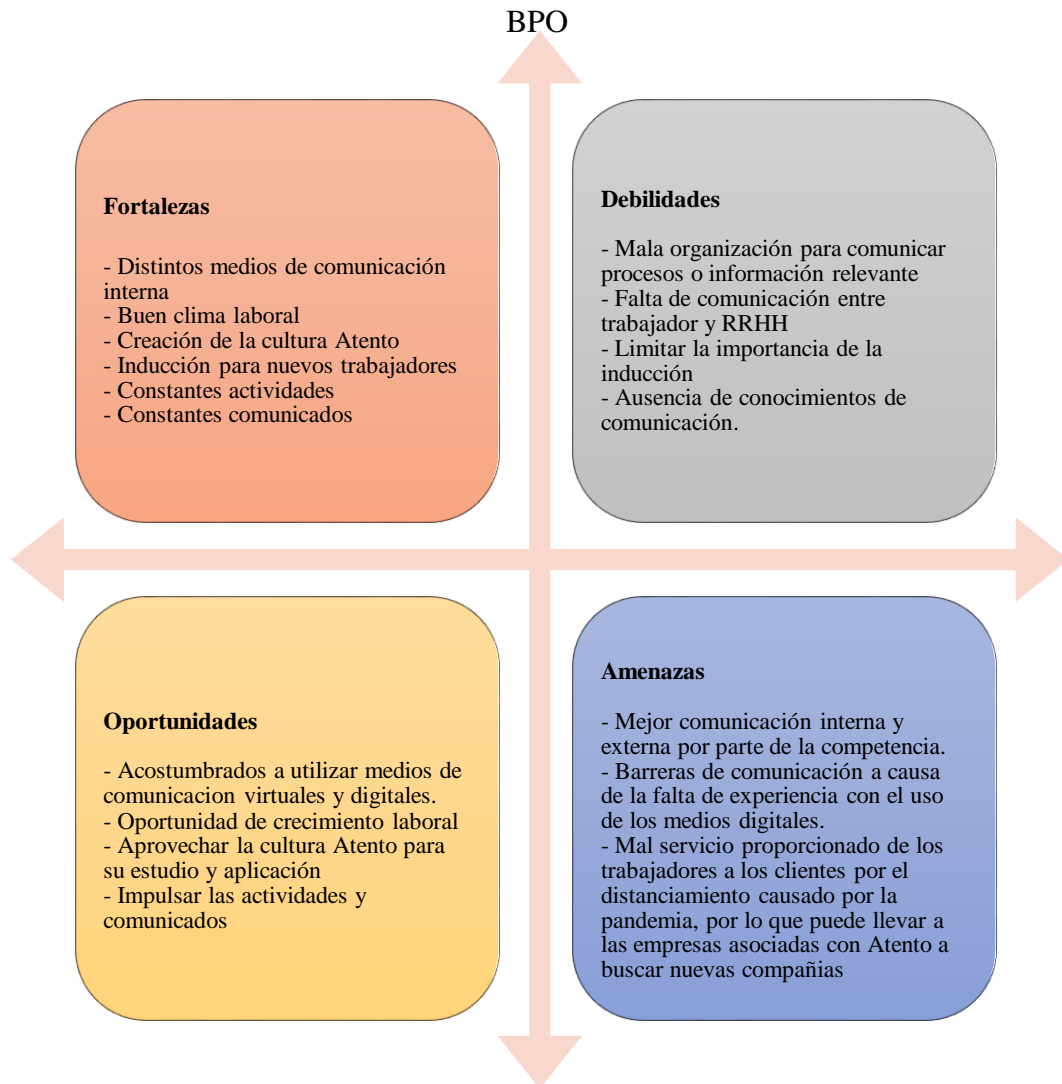 BPO
Fortalezas
- Distintos medios de comunicación
interna
- Buen clima laboral
- Creación de la cultura Atento
- Inducción para nuevos trabajadores
- Constantes actividades
- Constantes comunicados
Debilidades
- Mala organización para comunicar
procesos o información relevante
- Falta de comunicación entre
trabajador y RRHH
- Limitar la importancia de la
inducción
- Ausencia de conocimientos de
comunicación.
Oportunidades
- Acostumbrados a utilizar medios de
comunicacion virtuales y digitales.
- Oportunidad de crecimiento laboral
- Aprovechar la cultura Atento para
su estudio y aplicación
- Impulsar las actividades y
comunicados
Amenazas
- Mejor comunicación interna y
externa por parte de la competencia.
- Barreras de comunicación a causa
de la falta de experiencia con el uso
de los medios digitales.
- Mal servicio proporcionado de los
trabajadores a los clientes por el
distanciamiento causado por la
pandemia, por lo que puede llevar a
las empresas asociadas con Atento a
buscar nuevas compañias